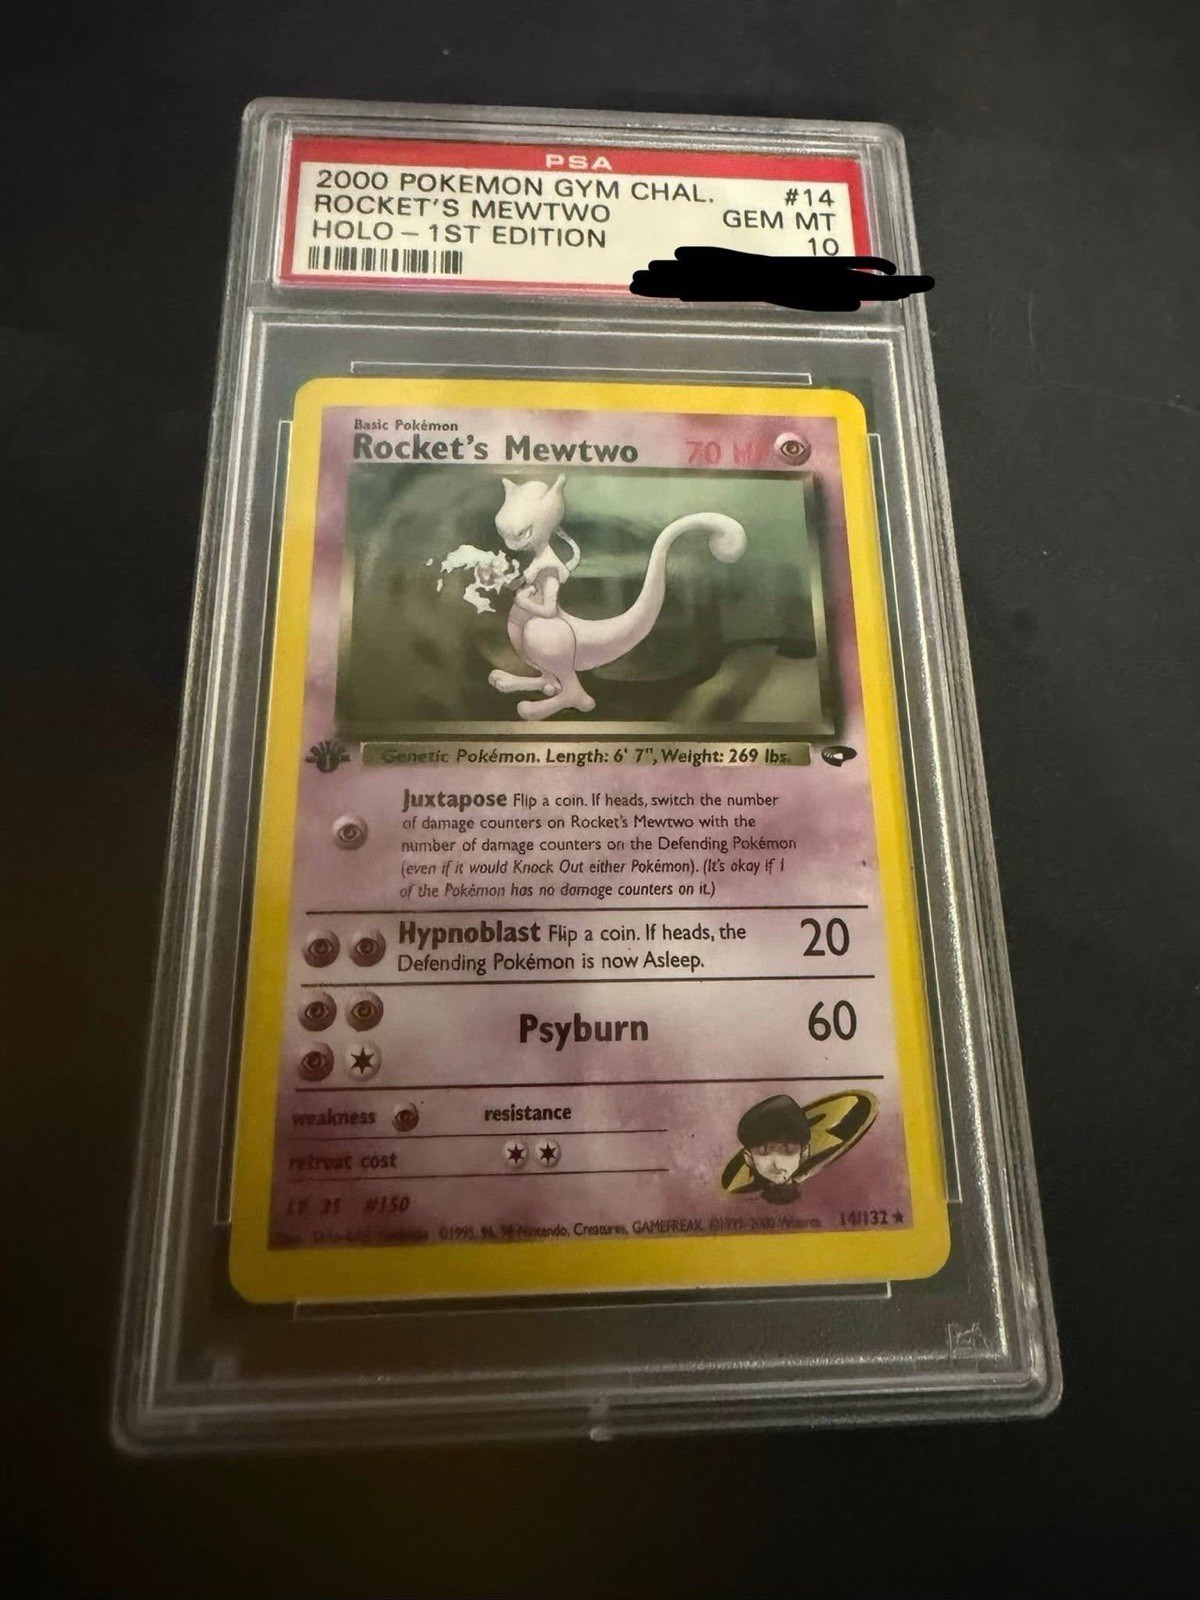 PSA
2000 POKEMON GYM CHAL. #14
ROCKET'S MEWTWO GEM MT
HOLO – 1ST EDITION 10
Basic Pokémon
Rocket's Mewtwo 70 HP
Genetic Pokémon. Length: 6' 7", Weight: 269 lbs.
Juxtapose Flip a coin. If heads, switch the number
of damage counters on Rocket's Mewtwo with the
number of damage counters on the Defending Pokémon
(even if it would Knock Out either Pokémon). (It's okay if 1
of the Pokémon has no damage counters on it.)
Hypnoblast Flip a coin. If heads, the 20
Defending Pokémon is now Asleep.
Psyburn 60
weakness resistance
retreat cost
LV. 35 #150
©1995, 96, 98 Nintendo, Creatures, GAMEFREAK. ©1999-2000 Wizards. 14/132